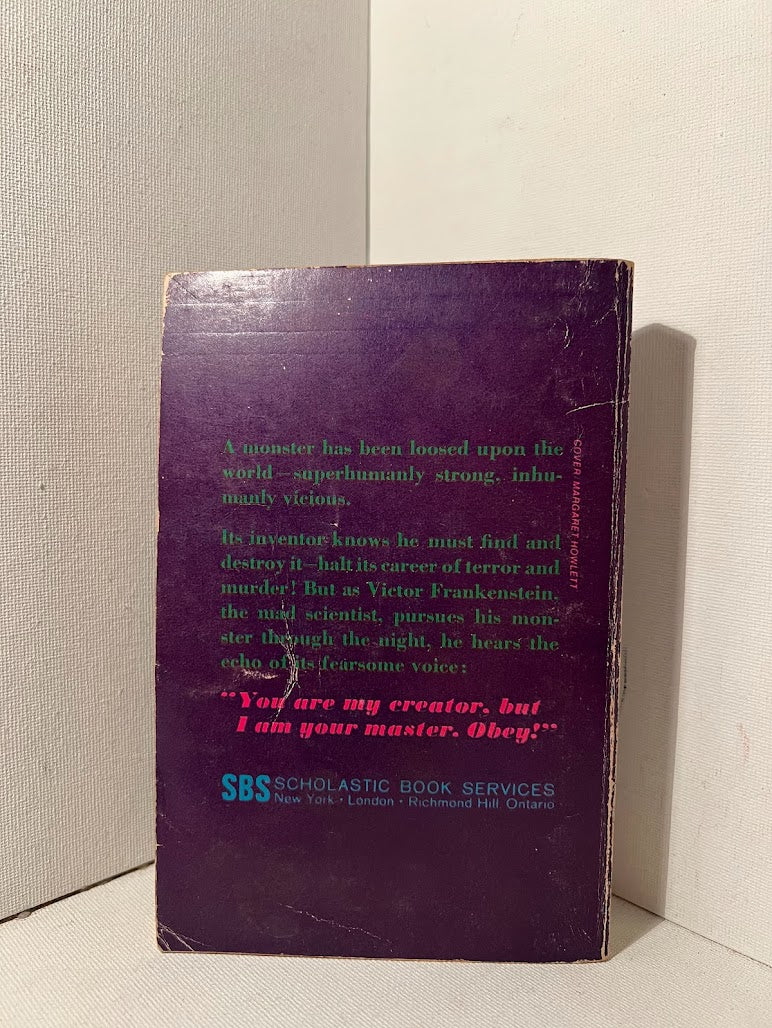 A monster has been loosed upon the
world—superhumanly strong, inhu-
manly vicious.
Its inventor knows he must find and
destroy it—halt its career of terror and
murder! But as Victor Frankenstein,
the mad scientist, pursues his mon-
ster through the night, he hears the
echo of its fearsome voice:
“You are my creator, but
I am your master. Obey!”
SBS SCHOLASTIC BOOK SERVICES
New York • London • Richmond Hill Ontario
COVER MARGARET HOWLETT